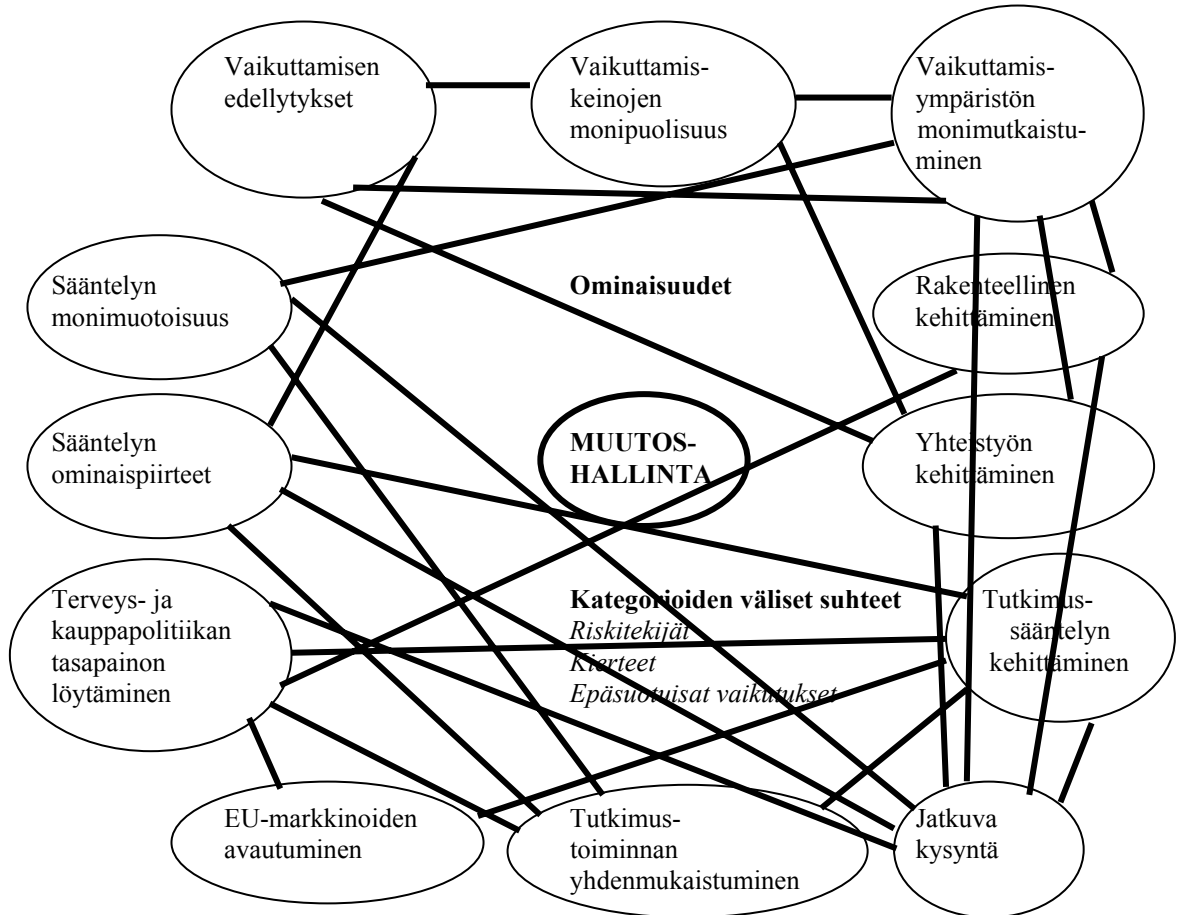 Vaikuttamisen
edellytykset
Vaikuttamis-
keinojen
monipuolisuus
Vaikuttamis-
ympäristön
monimutkaistu-
minen
Sääntelyn
monimuotoisuus
Ominaisuudet
Rakenteellinen
kehittäminen
Sääntelyn
ominaispiirteet
MUUTOS-
HALLINTA
Yhteistyön
kehittäminen
Terveys- ja
kauppapolitiikan
tasapainon
löytäminen
Kategorioiden väliset suhteet
Riskitekijät
Kierteet
Epäsuotuisat vaikutukset
Tutkimus-
sääntelyn
kehittäminen
EU-markkinoiden
avautuminen
Tutkimus-
toiminnan
yhdenmukaistuminen
Jatkuva
kysyntä